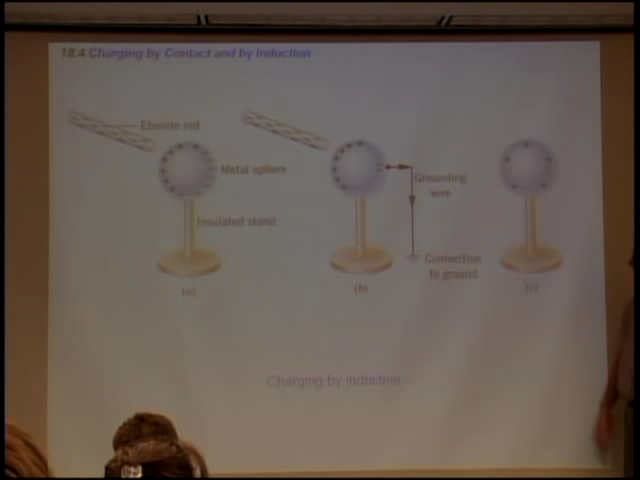 18.4 Charging by Contact and by Induction
Ebonite rod
Metal sphere
Insulated stand
(a)
Grounding
wire
Connection
to ground
(b)
(c)
Charging by induction.